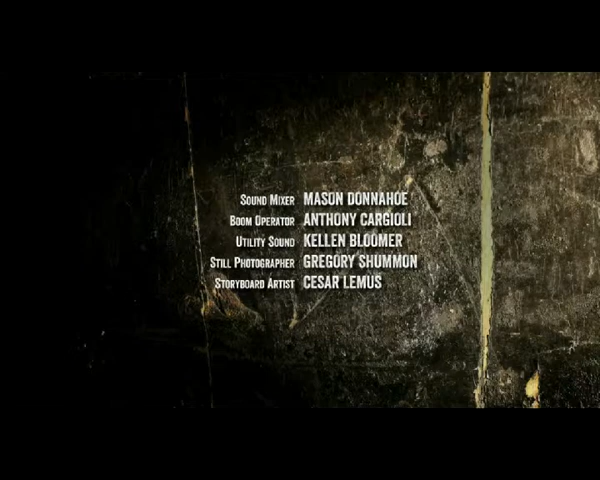 Sound Mixer MASON DONNAHOE
Boom Operator ANTHONY CARGIOLI
Utility Sound KELLEN BLOOMER
Still Photographer GREGORY SHUMMON
Storyboard Artist CESAR LEMUS